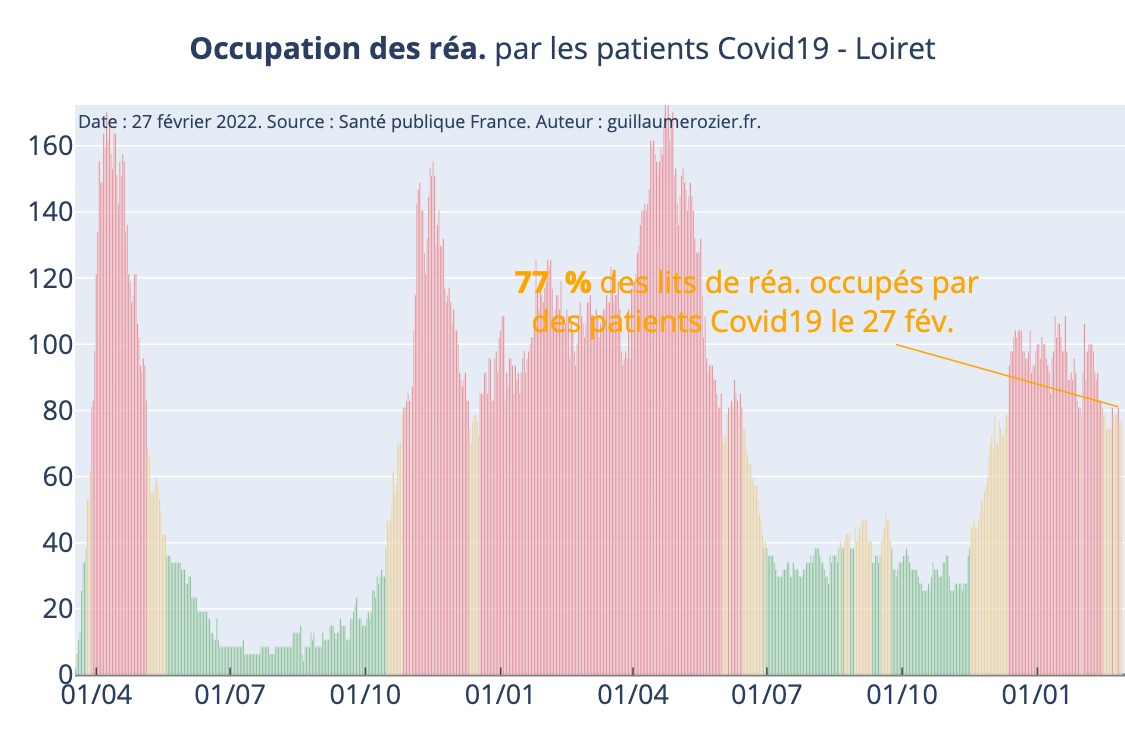 Occupation des réa. par les patients Covid19 - Loiret
Date : 27 février 2022. Source : Santé publique France. Auteur : guillaumerozier.fr.
160
140
120
100
80
60
40
20
0
77 % des lits de réa. occupés par
des patients Covid19 le 27 fév.
01/04 01/07 01/10 01/01 01/04 01/07 01/10 01/01